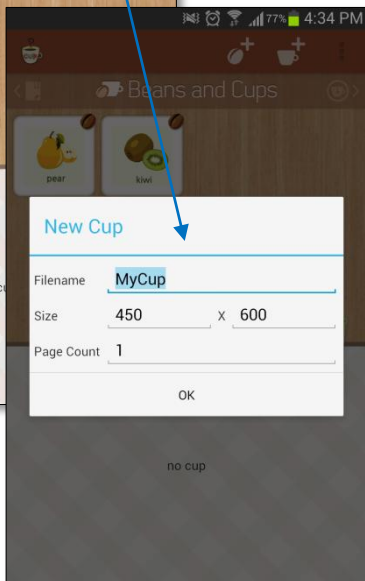 77% 4:34 PM
Beans and Cups
pear kiwi
New Cup
Filename MyCup
Size 450 x 600
Page Count 1
OK
no cup